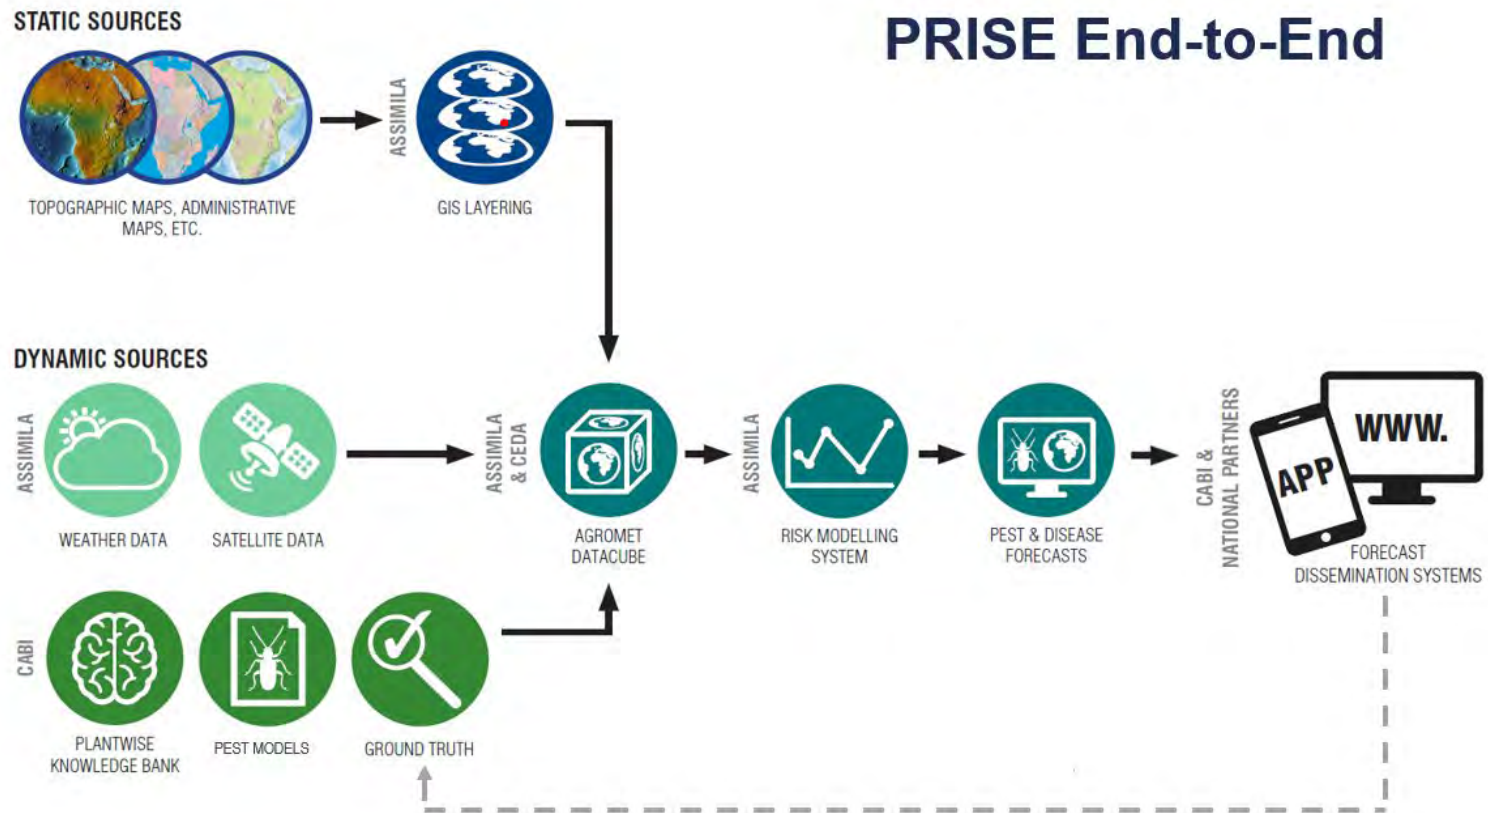 STATIC SOURCES
PRISE End-to-End
ASSIMILA
TOPOGRAPHIC MAPS, ADMINISTRATIVE
MAPS, ETC.
GIS LAYERING
DYNAMIC SOURCES
ASSIMILA
WEATHER DATA
SATELLITE DATA
ASSIMILA
& CEDA
AGROMET
DATACUBE
ASSIMILA
RISK MODELLING
SYSTEM
PEST & DISEASE
FORECASTS
CABI &
NATIONAL PARTNERS
APP
WWW.
FORECAST
DISSEMINATION SYSTEMS
CABI
PLANTWISE
KNOWLEDGE BANK
PEST MODELS
GROUND TRUTH